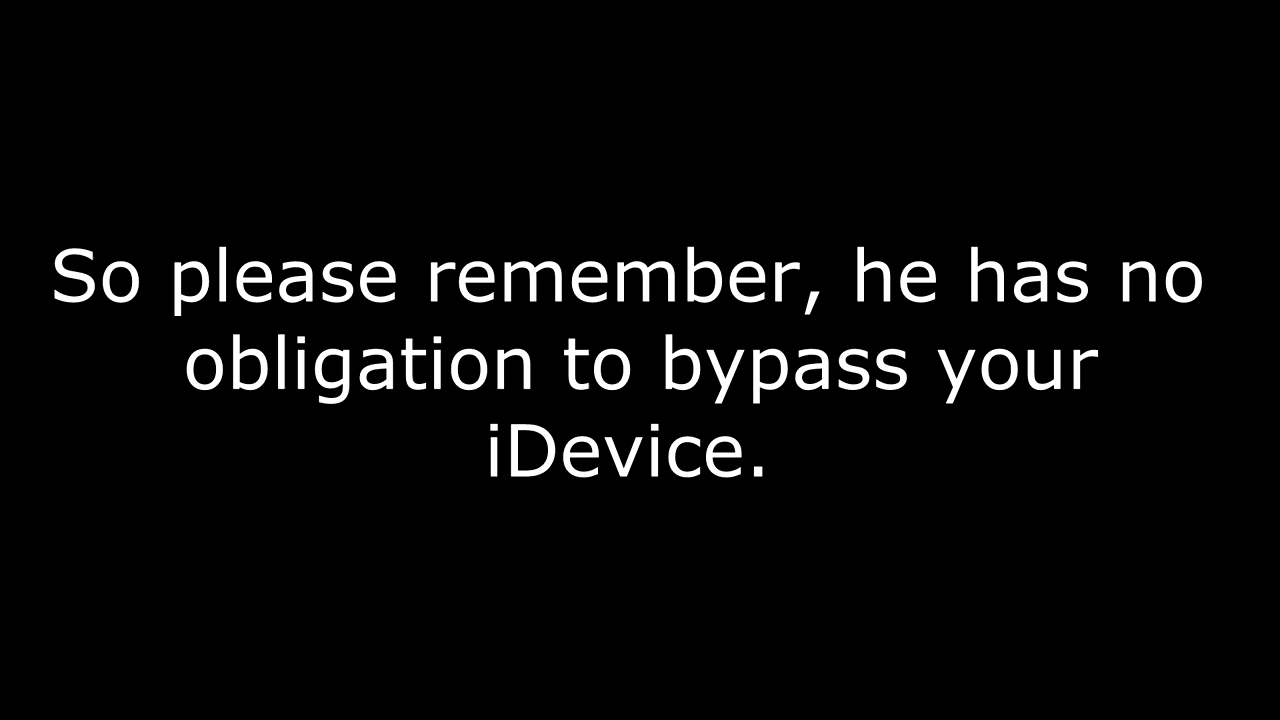 So please remember, he has no
obligation to bypass your
iDevice.